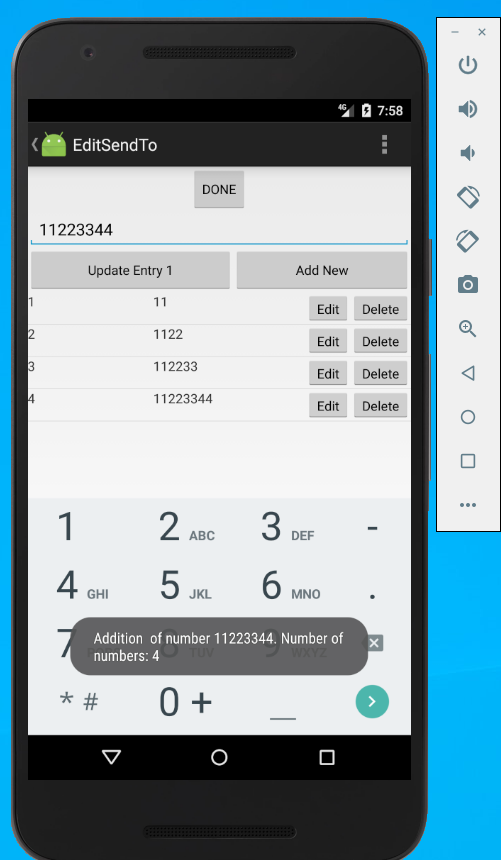 4G 7:58
EditSendTo
DONE
11223344
Update Entry 1 Add New
1 11 Edit Delete
2 1122 Edit Delete
3 112233 Edit Delete
4 11223344 Edit Delete
1 2 ABC 3 DEF -
4 GHI 5 JKL 6 MNO .
7 8 TUV 9 WXYZ
Addition of number 11223344. Number of
numbers: 4
* # 0 + _